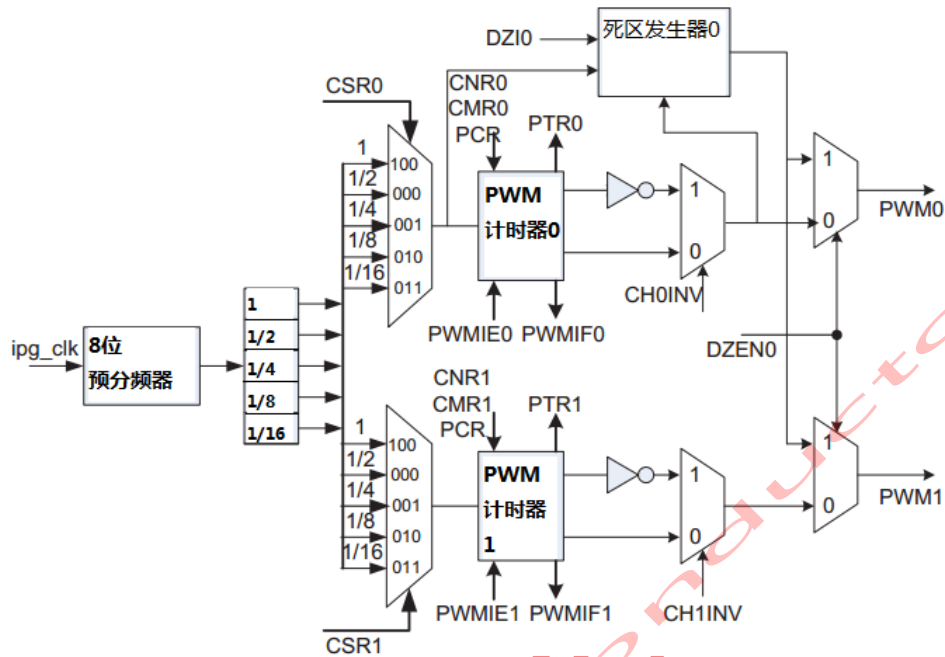 DZI0
死区发生器0
CSR0
CNR0
CMR0
PCR
PTR0
1
1/2
1/4
1/8
1/16
100
000
001
010
011
PWM
计时器0
1
0
CH0INV
PWMIE0
PWMIF0
1
0
PWM0
DZEN0
ipg_clk
8位
预分频器
1
1/2
1/4
1/8
1/16
CNR1
CMR1
PCR
PTR1
1
1/2
1/4
1/8
1/16
100
000
001
010
011
PWM
计时器
1
1
0
CH1INV
PWMIE1
PWMIF1
1
0
PWM1
CSR1
nductо